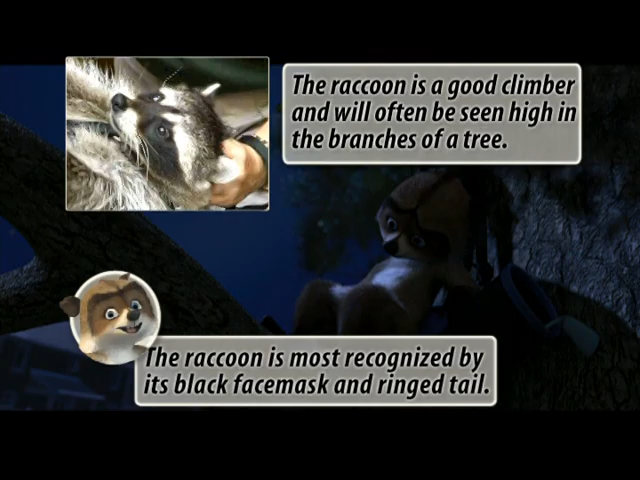 The raccoon is a good climber
and will often be seen high in
the branches of a tree.
The raccoon is most recognized by
its black facemask and ringed tail.